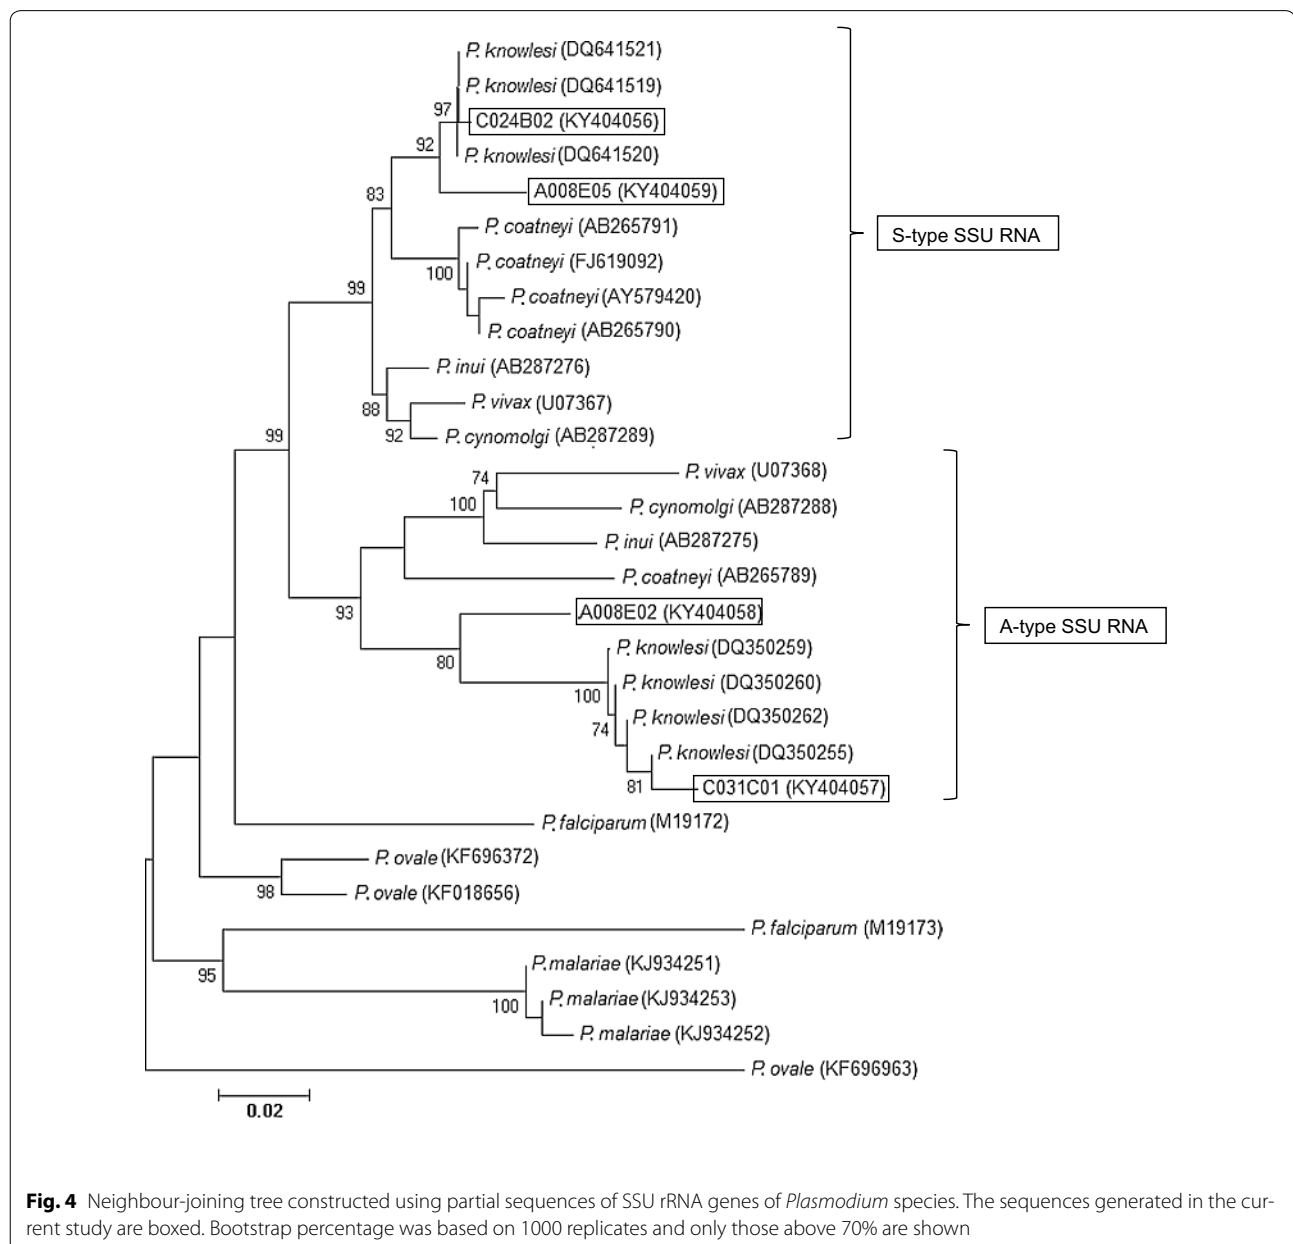 P. knowlesi (DQ641521)
P. knowlesi (DQ641519)
97
C024B02 (KY404056)
92
P. knowlesi (DQ641520)
A008E05 (KY404059)
83
P. coatneyi (AB265791)
S-type SSU RNA
P. coatneyi (FJ619092)
100
99
P. coatneyi (AY579420)
P. coatneyi (AB265790)
P. inui (AB287276)
88
P. vivax (U07367)
92
P. cynomolgi (AB287289)
99
P. vivax (U07368)
74
100
P. cynomolgi (AB287288)
P. inui (AB287275)
P. coatneyi (AB265789)
93
A008E02 (KY404058)
A-type SSU RNA
80
P. knowlesi (DQ350259)
P. knowlesi (DQ350260)
100
P. knowlesi (DQ350262)
74
P. knowlesi (DQ350255)
81
C031C01 (KY404057)
P. falciparum (M19172)
P. ovale (KF696372)
98
P. ovale (KF018656)
P. falciparum (M19173)
95
P. malariae (KJ934251)
100
P. malariae (KJ934253)
P. malariae (KJ934252)
P. ovale (KF696963)
0.02
Fig. 4 Neighbour-joining tree constructed using partial sequences of SSU rRNA genes of Plasmodium species. The sequences generated in the cur-
rent study are boxed. Bootstrap percentage was based on 1000 replicates and only those above 70% are shown